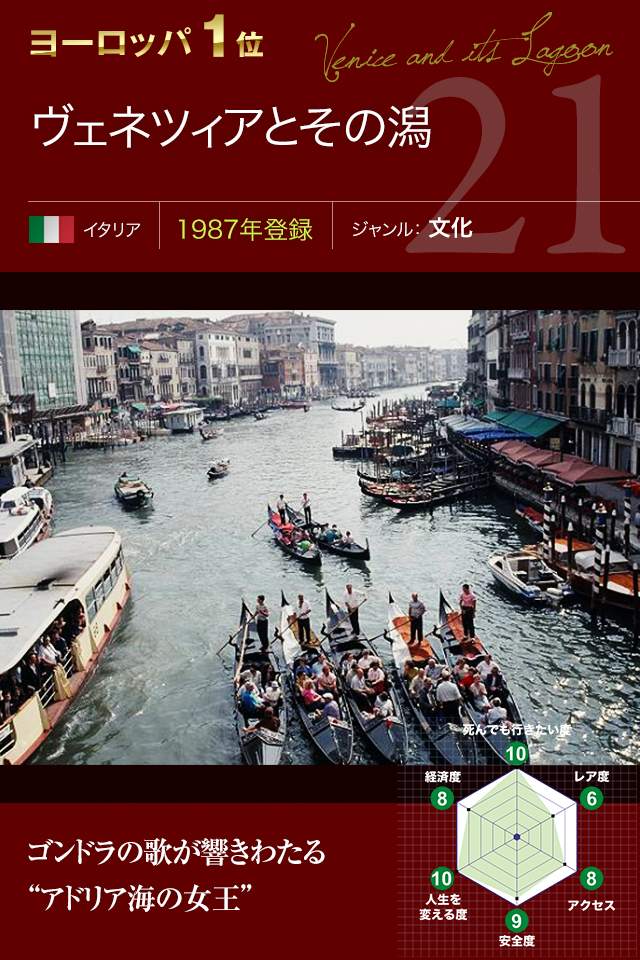 ヨーロッパ 1位
Venice and its Lagoon
21
ヴェネツィアとその潟
イタリア 1987年登録 ジャンル: 文化
死んでも行きたい度
10
経済度 レア度
8 6
10 8
人生を
変える度
アクセス
9
安全度
ゴンドラの歌が響きわたる
“アドリア海の女王”